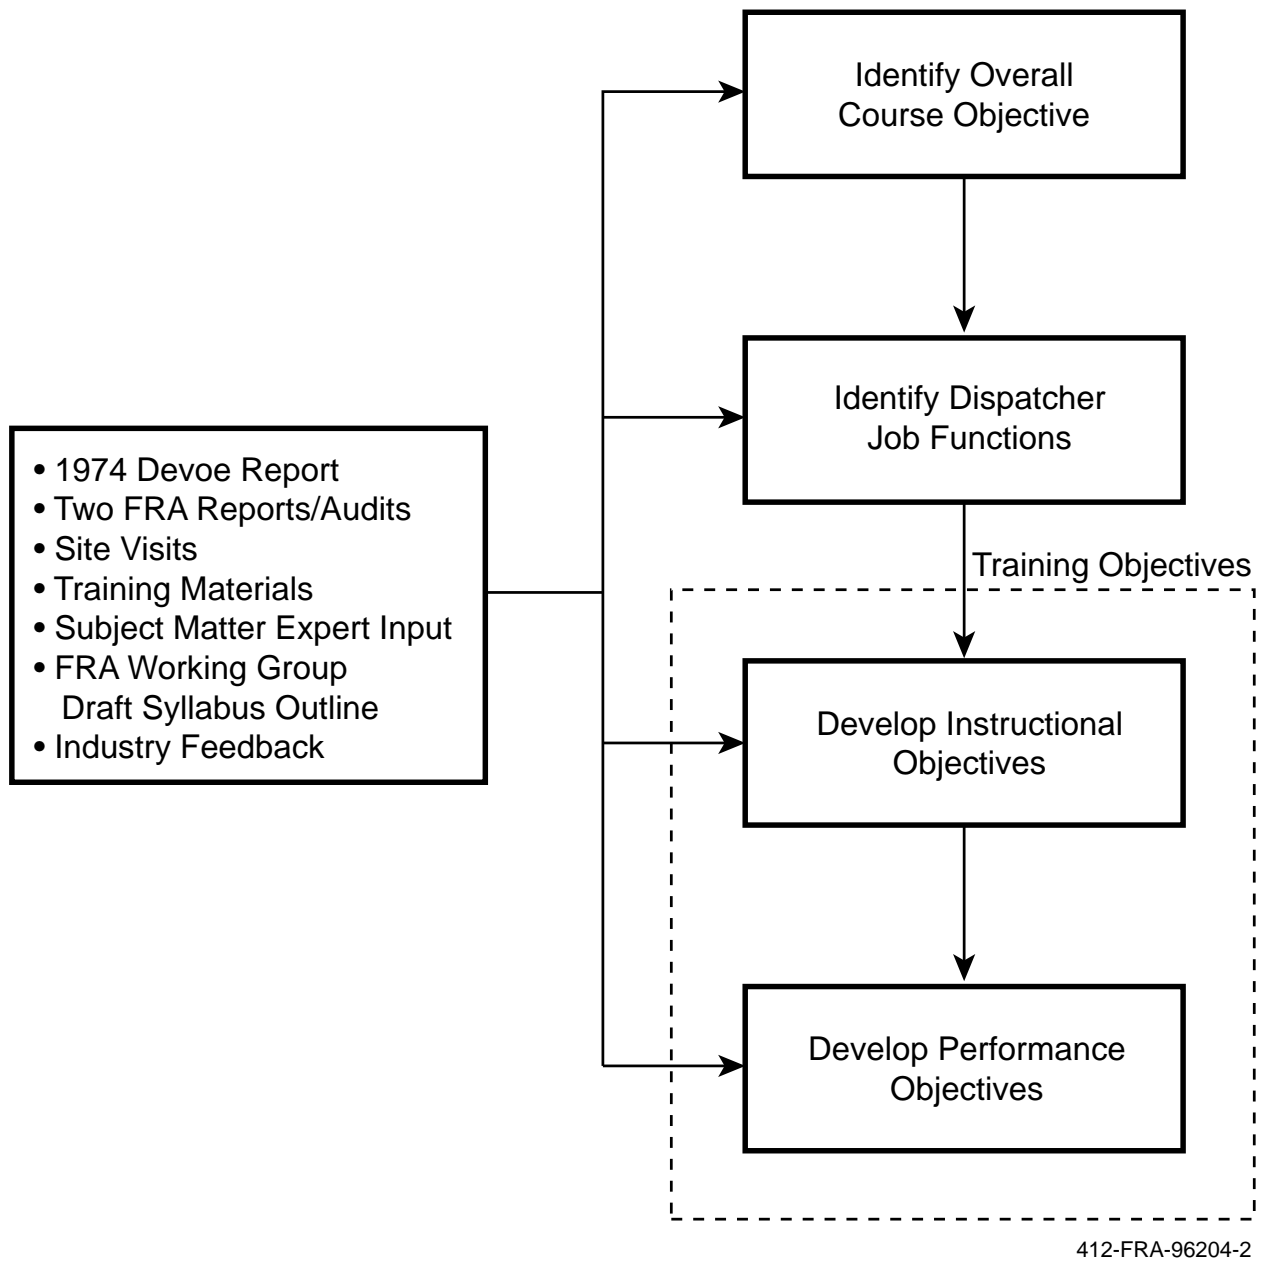 Identify Overall
Course Objective
Identify Dispatcher
Job Functions
• 1974 Devoe Report
• Two FRA Reports/Audits
• Site Visits
• Training Materials
• Subject Matter Expert Input
• FRA Working Group
Draft Syllabus Outline
• Industry Feedback
Training Objectives
Develop Instructional
Objectives
Develop Performance
Objectives
412-FRA-96204-2